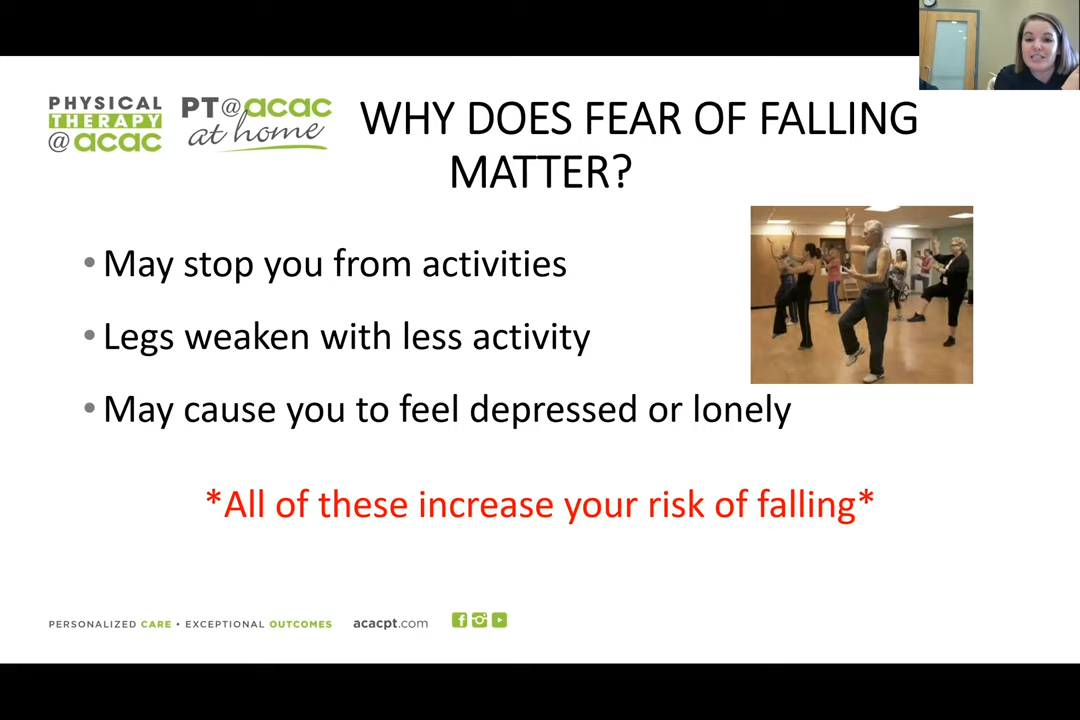 PHYSICAL
THERAPY
@acac
PT@acac
at home
WHY DOES FEAR OF FALLING
MATTER?
• May stop you from activities
• Legs weaken with less activity
• May cause you to feel depressed or lonely
*All of these increase your risk of falling*
PERSONALIZED CARE • EXCEPTIONAL OUTCOMES acacpt.com